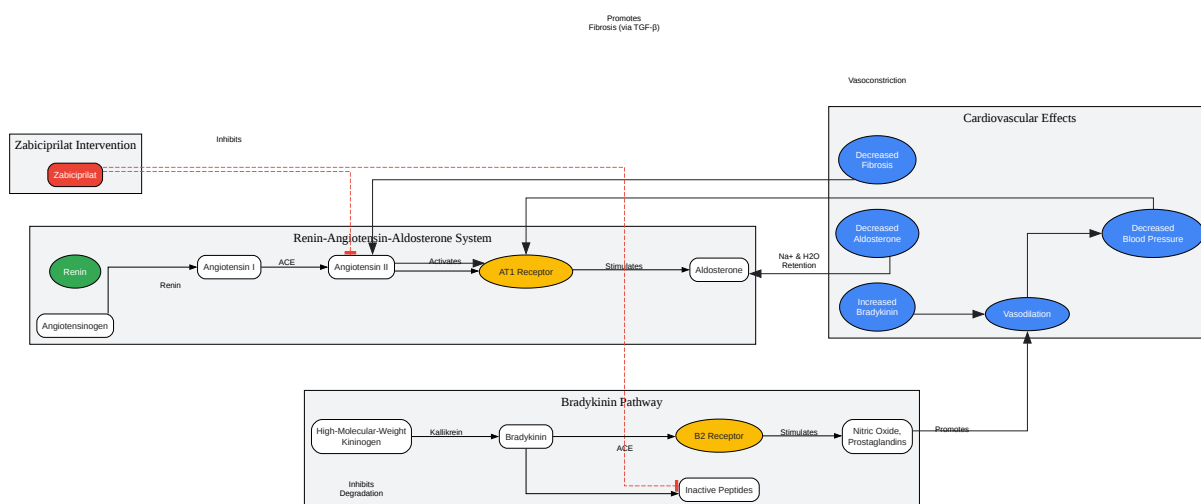 Promotes
Fibrosis (via TGF-β)
Vasoconstriction
Cardiovascular Effects
Zabiciprilat Intervention
Inhibits
Zabiciprilat
Decreased
Fibrosis
Renin-Angiotensin-Aldosterone System
Decreased
Aldosterone
Decreased
Blood Pressure
Renin
Angiotensin I
ACE
Angiotensin II
Activates
AT1 Receptor
Stimulates
Aldosterone
Na+ & H2O
Retention
Renin
Angiotensinogen
Increased
Bradykinin
Vasodilation
Bradykinin Pathway
High-Molecular-Weight
Kininogen
Kallikrein
Bradykinin
ACE
B2 Receptor
Stimulates
Nitric Oxide,
Prostaglandins
Promotes
Inhibits
Degradation
Inactive Peptides